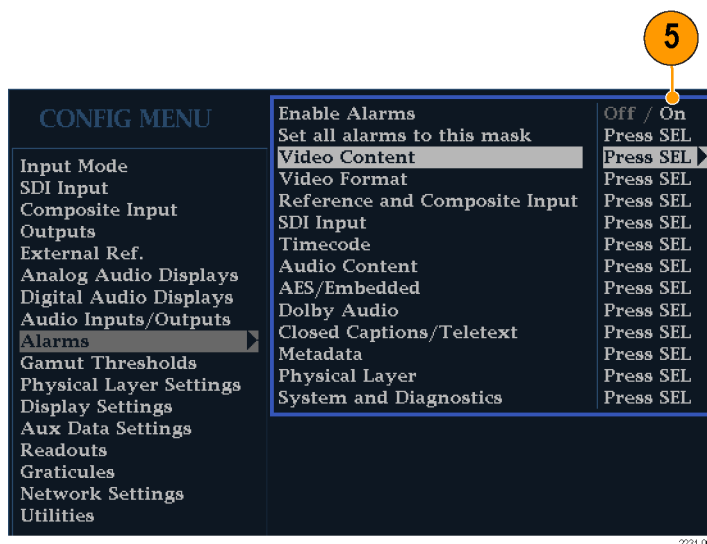 5
CONFIG MENU
Input Mode
SDI Input
Composite Input
Outputs
External Ref.
Analog Audio Displays
Digital Audio Displays
Audio Inputs/Outputs
Alarms
Gamut Thresholds
Physical Layer Settings
Display Settings
Aux Data Settings
Readouts
Graticules
Network Settings
Utilities
Enable Alarms Off / On
Set all alarms to this mask Press SEL
Video Content Press SEL
Video Format Press SEL
Reference and Composite Input Press SEL
SDI Input Press SEL
Timecode Press SEL
Audio Content Press SEL
AES/Embedded Press SEL
Dolby Audio Press SEL
Closed Captions/Teletext Press SEL
Metadata Press SEL
Physical Layer Press SEL
System and Diagnostics Press SEL